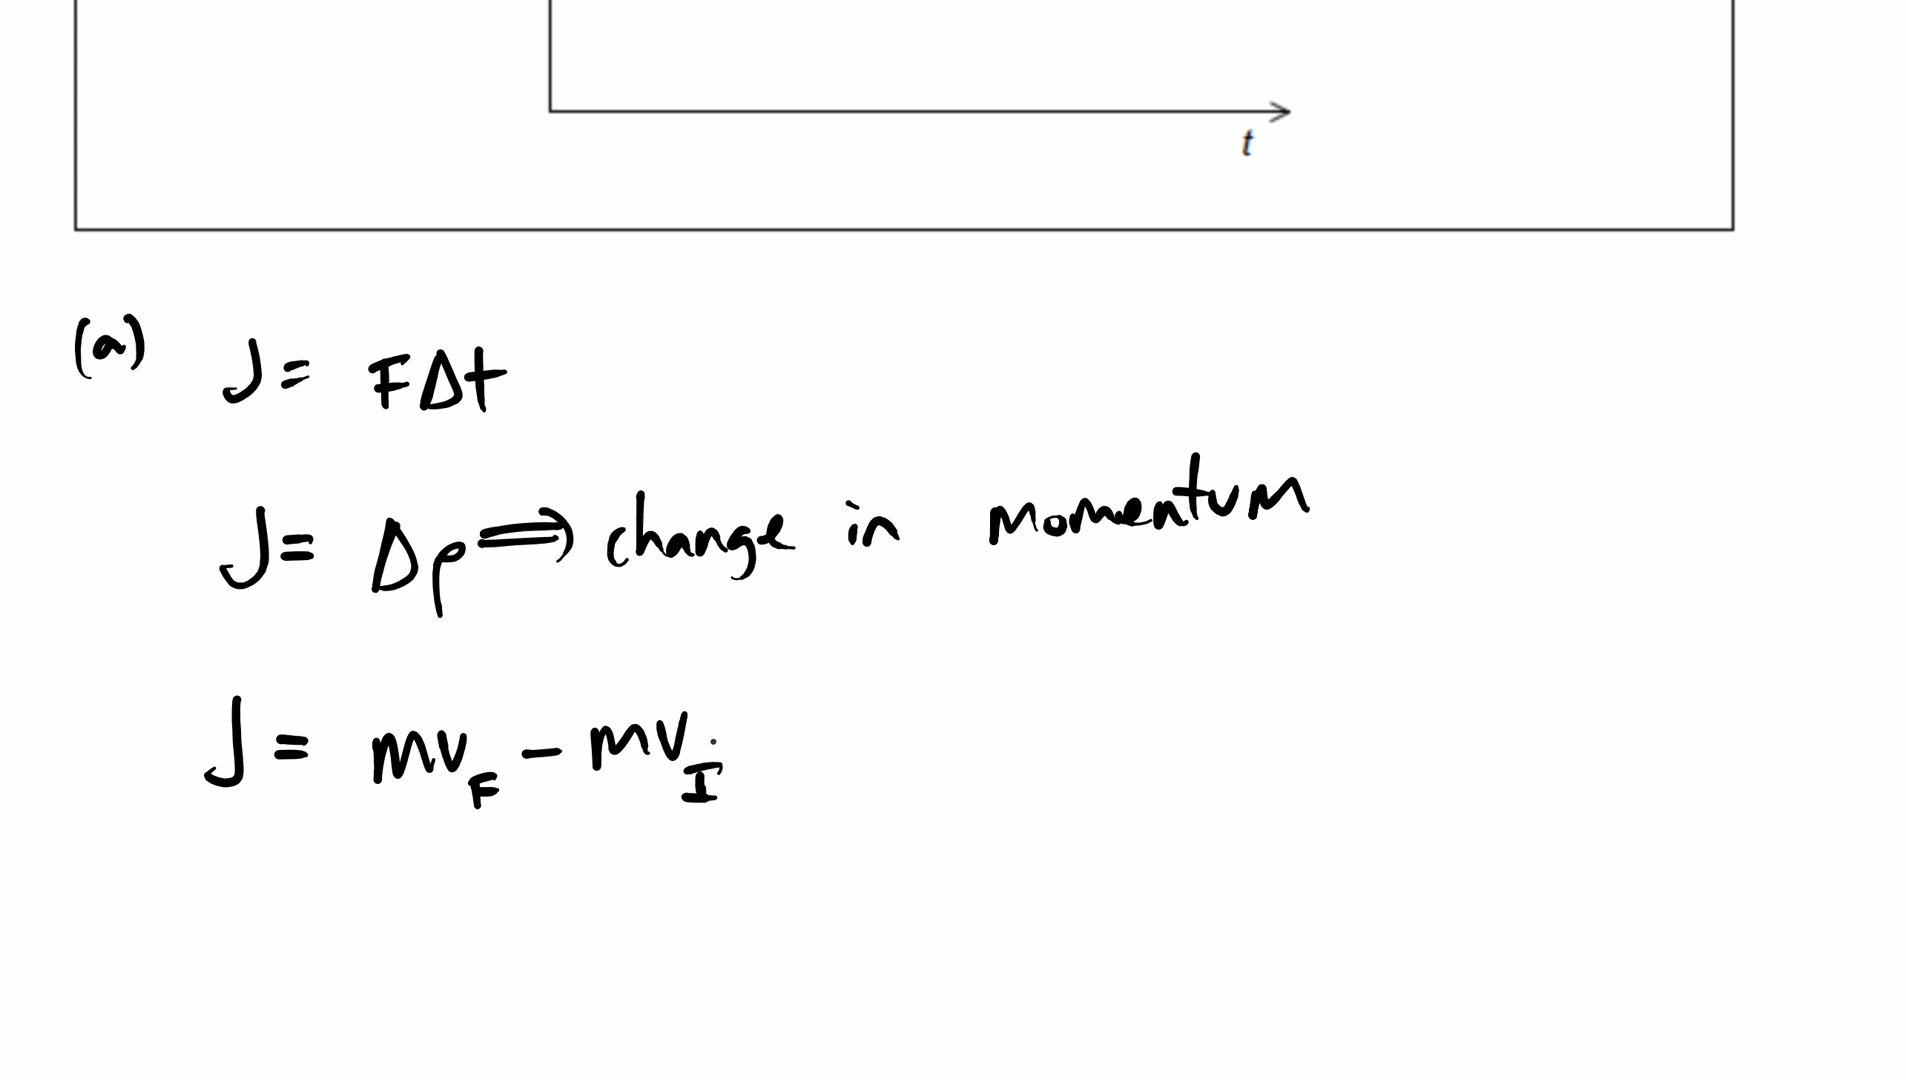 t
(a) J = FΔt
J = Δp ⟹ change in momentum
J = mv_F - mv_I